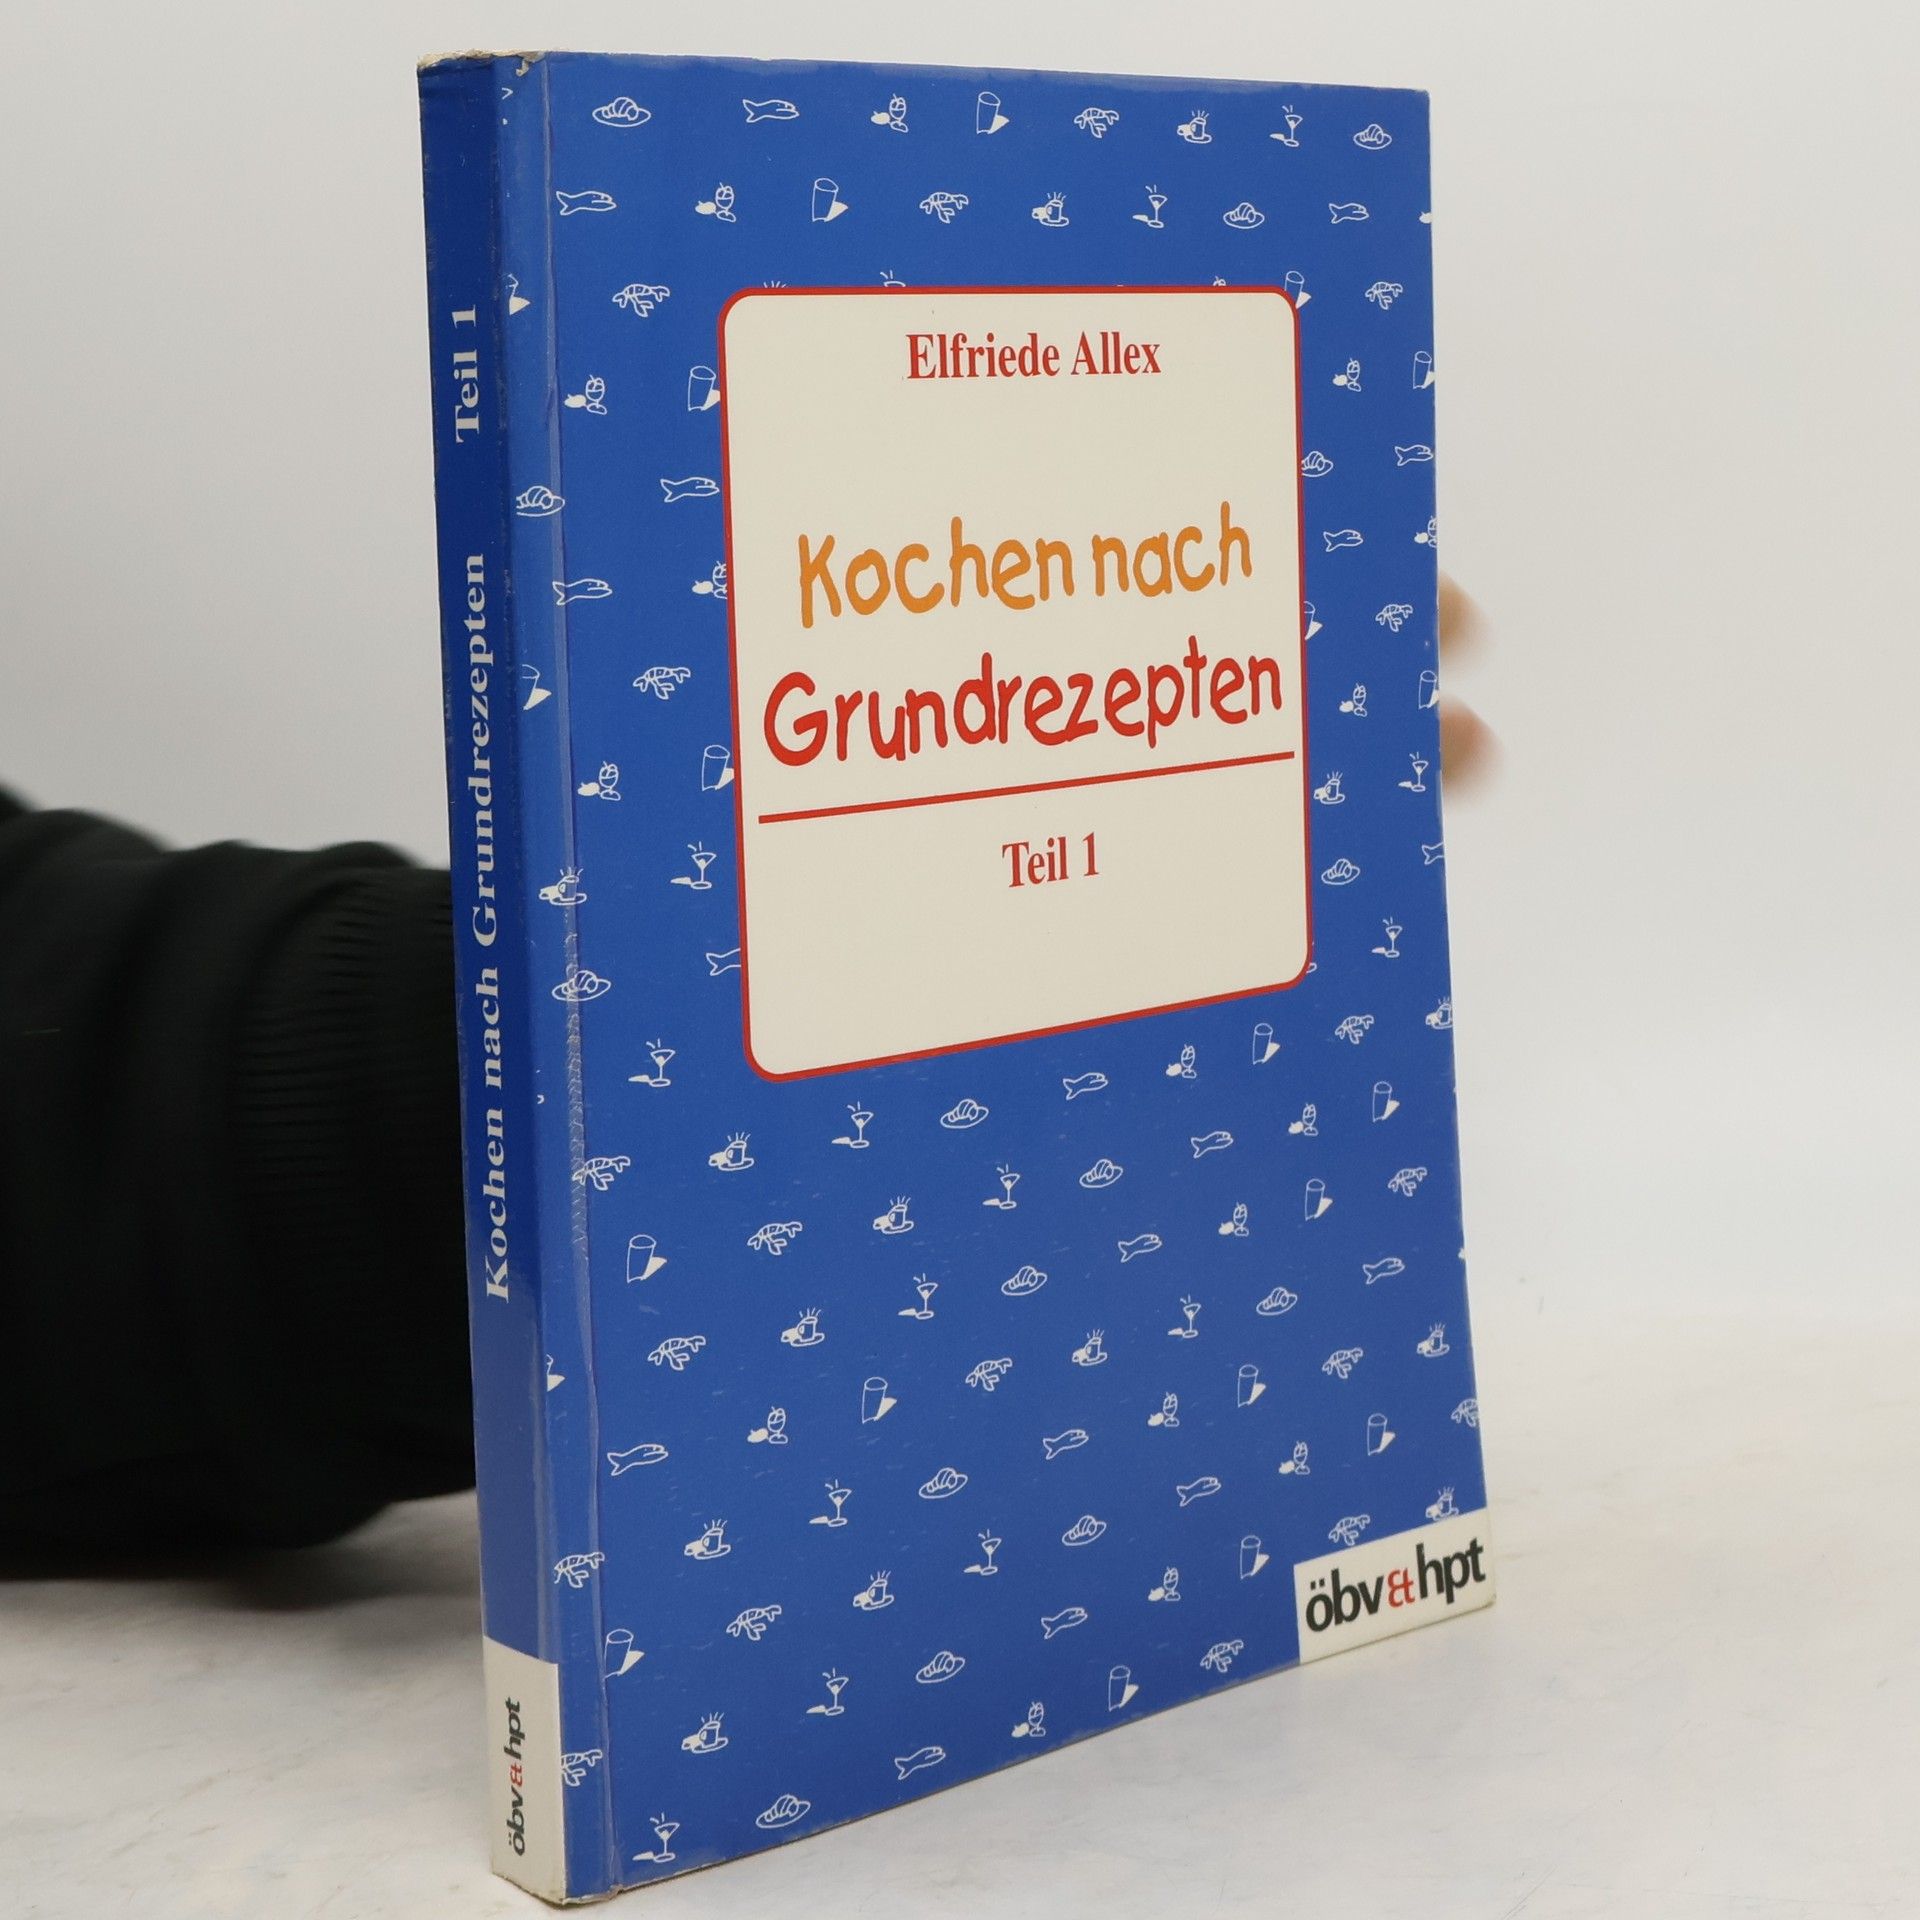 Elfriede Allex
Kochen nach
Grundrezepten
Teil 1
öbv&hpt
Kochen nach Grundrezepten Teil 1
öbv&hpt